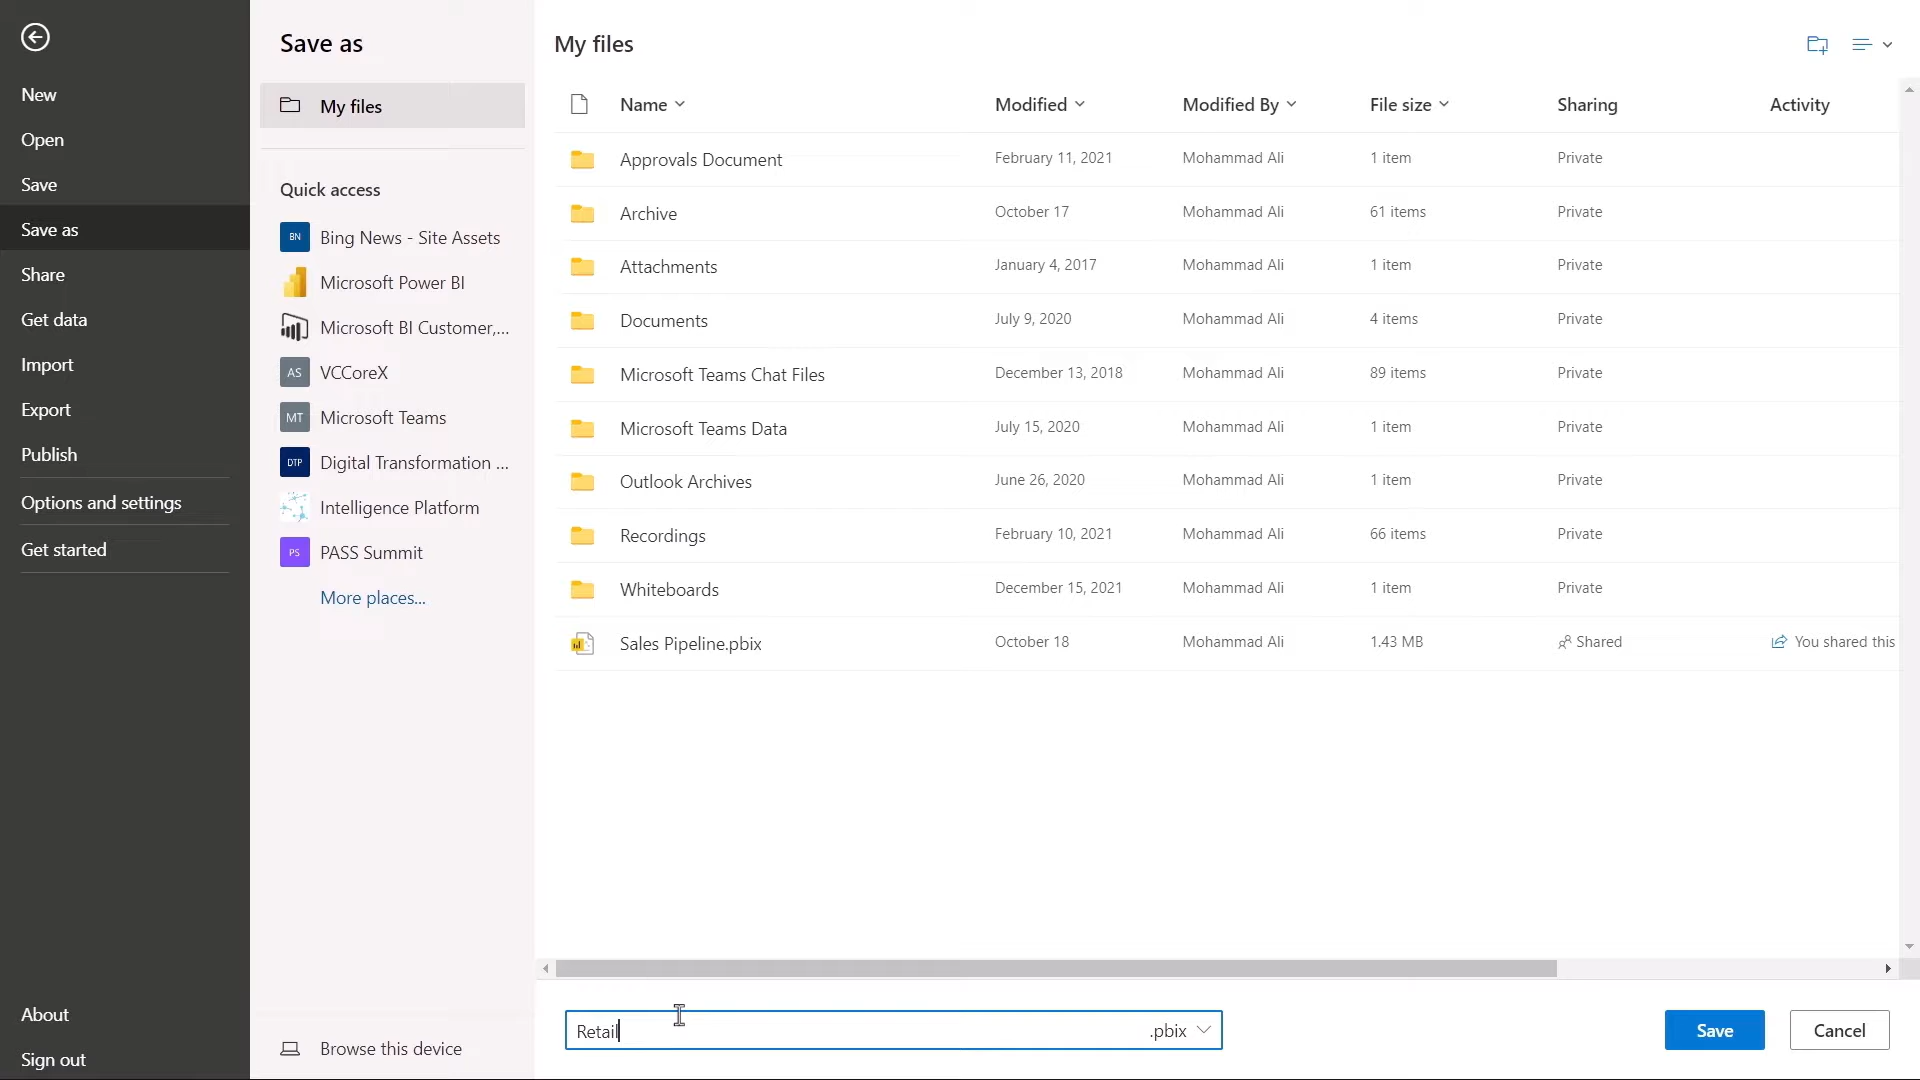 New
Open
Save
Save as
Share
Get data
Import
Export
Publish
Options and settings
Get started
About
Sign out
Save as
My files
Quick access
BN Bing News - Site Assets
Microsoft Power BI
Microsoft BI Customer,...
AS VCCoreX
MT Microsoft Teams
DTP Digital Transformation ...
Intelligence Platform
PS PASS Summit
More places...
Browse this device
My files
Name Modified Modified By File size Sharing Activity
Approvals Document February 11, 2021 Mohammad Ali 1 item Private
Archive October 17 Mohammad Ali 61 items Private
Attachments January 4, 2017 Mohammad Ali 1 item Private
Documents July 9, 2020 Mohammad Ali 4 items Private
Microsoft Teams Chat Files December 13, 2018 Mohammad Ali 89 items Private
Microsoft Teams Data July 15, 2020 Mohammad Ali 1 item Private
Outlook Archives June 26, 2020 Mohammad Ali 1 item Private
Recordings February 10, 2021 Mohammad Ali 66 items Private
Whiteboards December 15, 2021 Mohammad Ali 1 item Private
Sales Pipeline.pbix October 18 Mohammad Ali 1.43 MB Shared You shared this
Retail .pbix Save Cancel